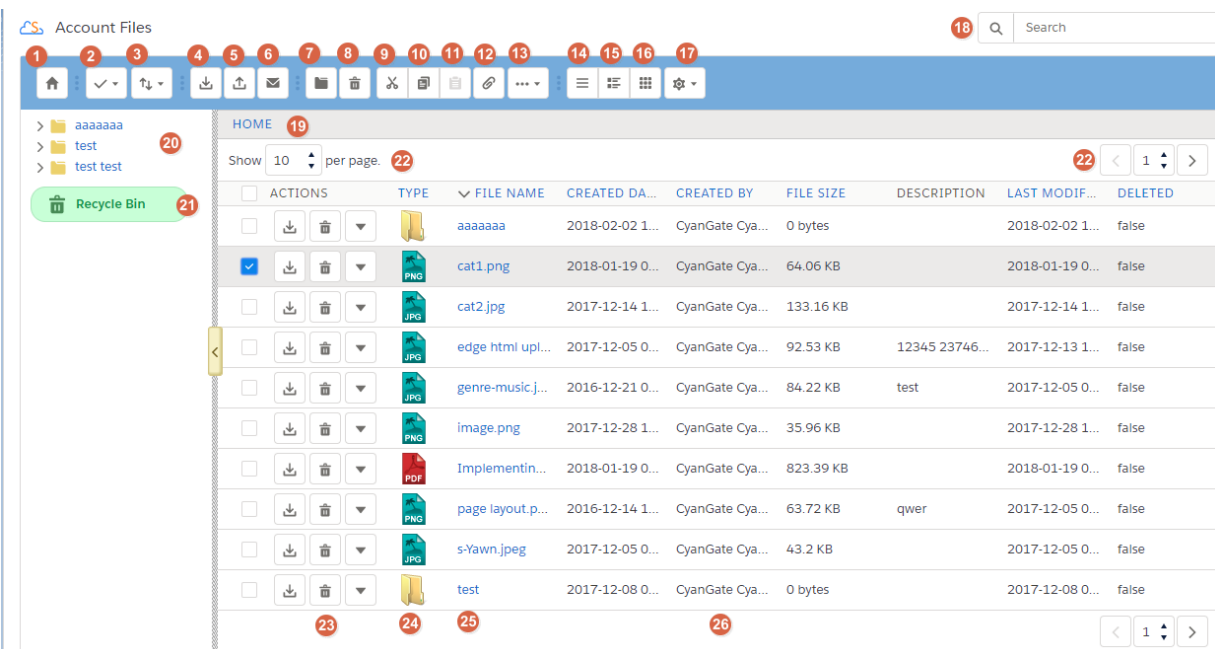 Account Files 18 Search
1 2 3 4 5 6 7 8 9 10 11 12 13 14 15 16 17
aaaaaaa
test 20
test test
Recycle Bin 21
HOME 19
Show 10 per page. 22 22 1
ACTIONS TYPE FILE NAME CREATED DA... CREATED BY FILE SIZE DESCRIPTION LAST MODIF... DELETED
aaaaaaa 2018-02-02 1... CyanGate Cya... 0 bytes 2018-02-02 1... false
PNG cat1.png 2018-01-19 0... CyanGate Cya... 64.06 KB 2018-01-19 0... false
JPG cat2.jpg 2017-12-14 1... CyanGate Cya... 133.16 KB 2017-12-14 1... false
JPG edge html upl... 2017-12-05 0... CyanGate Cya... 92.53 KB 12345 23746... 2017-12-13 1... false
JPG genre-music.j... 2016-12-21 0... CyanGate Cya... 84.22 KB test 2017-12-05 0... false
PNG image.png 2017-12-28 1... CyanGate Cya... 35.96 KB 2017-12-28 1... false
PDF Implementin... 2018-01-19 0... CyanGate Cya... 823.39 KB 2018-01-19 0... false
PNG page layout.p... 2016-12-14 1... CyanGate Cya... 63.72 KB qwer 2017-12-05 0... false
JPG s-Yawn.jpeg 2017-12-05 0... CyanGate Cya... 43.2 KB 2017-12-05 0... false
test 2017-12-08 0... CyanGate Cya... 0 bytes 2017-12-08 0... false
23 24 25 26
1